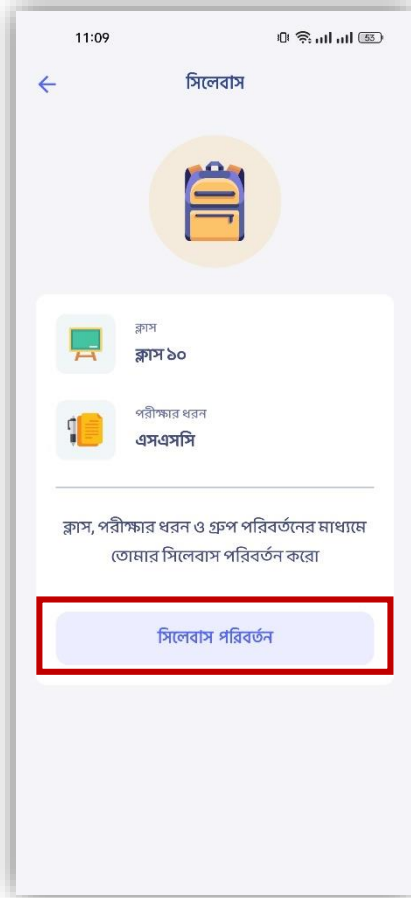 11:09
53
সিলেবাস
ক্লাস
ক্লাস ১০
পরীক্ষার ধরন
এসএসসি
ক্লাস, পরীক্ষার ধরন ও গ্রুপ পরিবর্তনের মাধ্যমে
তোমার সিলেবাস পরিবর্তন করো
সিলেবাস পরিবর্তন